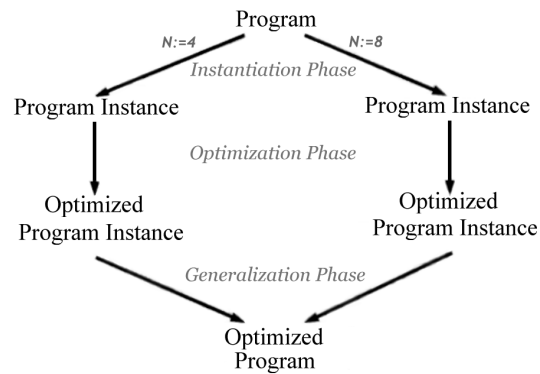 Program
N:=4
N:=8
Instantiation Phase
Program Instance
Program Instance
Optimization Phase
Optimized
Program Instance
Optimized
Program Instance
Generalization Phase
Optimized
Program